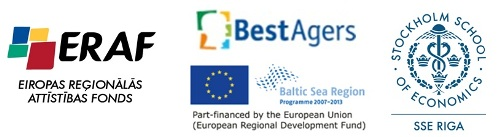 ERAF
EIROPAS REĢIONĀLĀS
ATTĪSTĪBAS FONDS
BestAgers
Baltic Sea Region
Programme 2007-2013
Part-financed by the European Union
(European Regional Development Fund)
STOCKHOLM SCHOOL
OF ECONOMICS
SSE RIGA